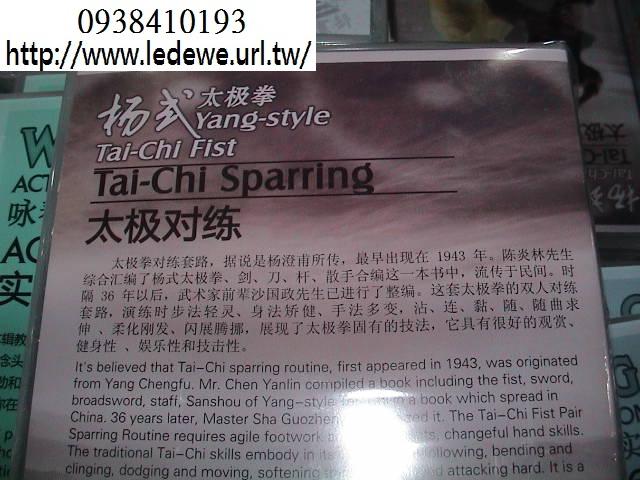 0938410193
http://www.ledewe.url.tw/
杨式 太极拳
Yang-style
Tai-Chi Fist
Tai-Chi Sparring
太极对练
太极拳对练套路，据说是杨澄甫所传，最早出现在 1943 年。陈炎林先生
综合汇编了杨式太极拳、剑、刀、杆、散手合编这一本书中，流传于民间。时
隔 36 年以后，武术家前辈沙国政先生已进行了整编。这套太极拳的双人对练
套路，演练时步法轻灵、身法矫健、手法多变，沾、连、黏、随、随曲求
伸 、柔化刚发、闪展腾挪，展现了太极拳固有的技法，它具有很好的观赏、
健身性 、娱乐性和技击性。
It's believed that Tai-Chi sparring routine, first appeared in 1943, was originated
from Yang Chengfu. Mr. Chen Yanlin compiled a book including the fist, sword,
broadsword, staff, Sanshou of Yang-style a book which spread in
China. 36 years later, Master Sha Guozhen it. The Tai-Chi Fist Pair
Sparring Routine requires agile footwork changeful hand skills.
The traditional Tai-Chi skills embody in its following, bending and
clinging, dodging and moving, softening attacking hard. It is a
W
ACT
咏春
AC
实